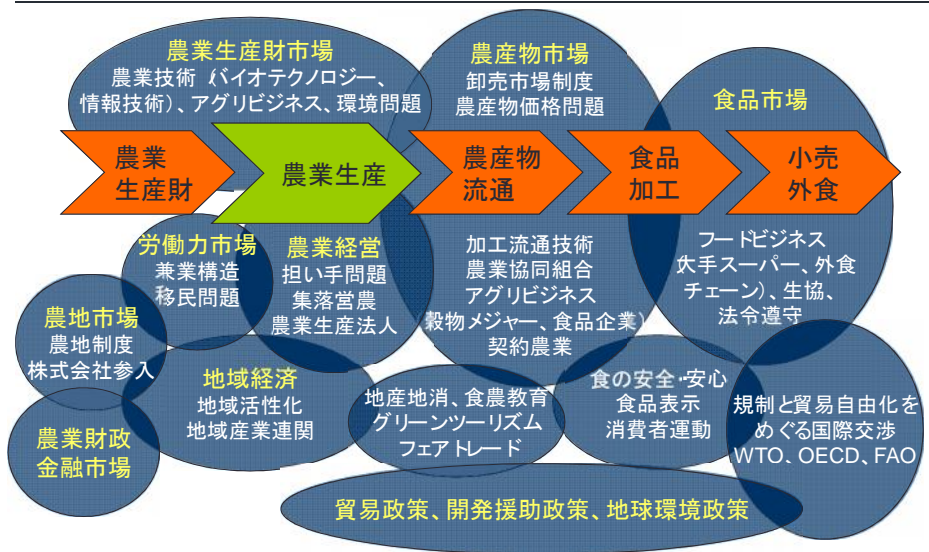 農業生産財市場
農業技術（バイオテクノロジー、
情報技術）、アグリビジネス、環境問題
農産物市場
卸売市場制度
農産物価格問題
食品市場
農業
生産財
農業生産
農産物
流通
食品
加工
小売
外食
労働力市場
兼業構造
移民問題
農業経営
担い手問題
集落営農
農業生産法人
加工流通技術
農業協同組合
アグリビジネス
（穀物メジャー、食品企業）
契約農業
フードビジネス
（大手スーパー、外食
チェーン）、生協、
法令遵守
農地市場
農地制度
株式会社参入
地域経済
地域活性化
地域産業連関
地産地消、食農教育
グリーンツーリズム
フェアトレード
食の安全・安心
食品表示
消費者運動
規制と貿易自由化を
めぐる国際交渉
WTO、OECD、FAO
農業財政
金融市場
貿易政策、開発援助政策、地球環境政策